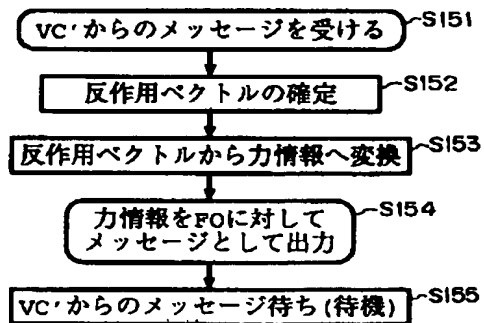 VC'からのメッセージを受ける
S151
反作用ベクトルの確定
S152
反作用ベクトルから力情報へ変換
S153
力情報をFOに対して
メッセージとして出力
S154
VC'からのメッセージ待ち(待機)
S155